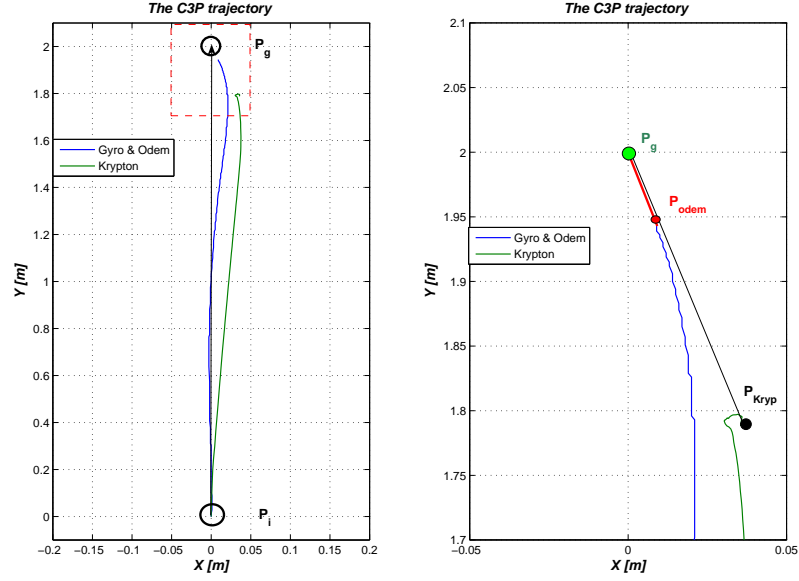 The C3P trajectory
2
1.8
1.6
1.4
1.2
1
0.8
0.6
0.4
0.2
0
Y [m]
−0.2
−0.15
−0.1
−0.05
0
0.05
0.1
0.15
0.2
X [m]
P_g
Gyro & Odem
Krypton
P_i
The C3P trajectory
2.1
2.05
2
1.95
1.9
1.85
1.8
1.75
1.7
Y [m]
−0.05
0
0.05
X [m]
P_g
P_odem
Gyro & Odem
Krypton
P_Kryp